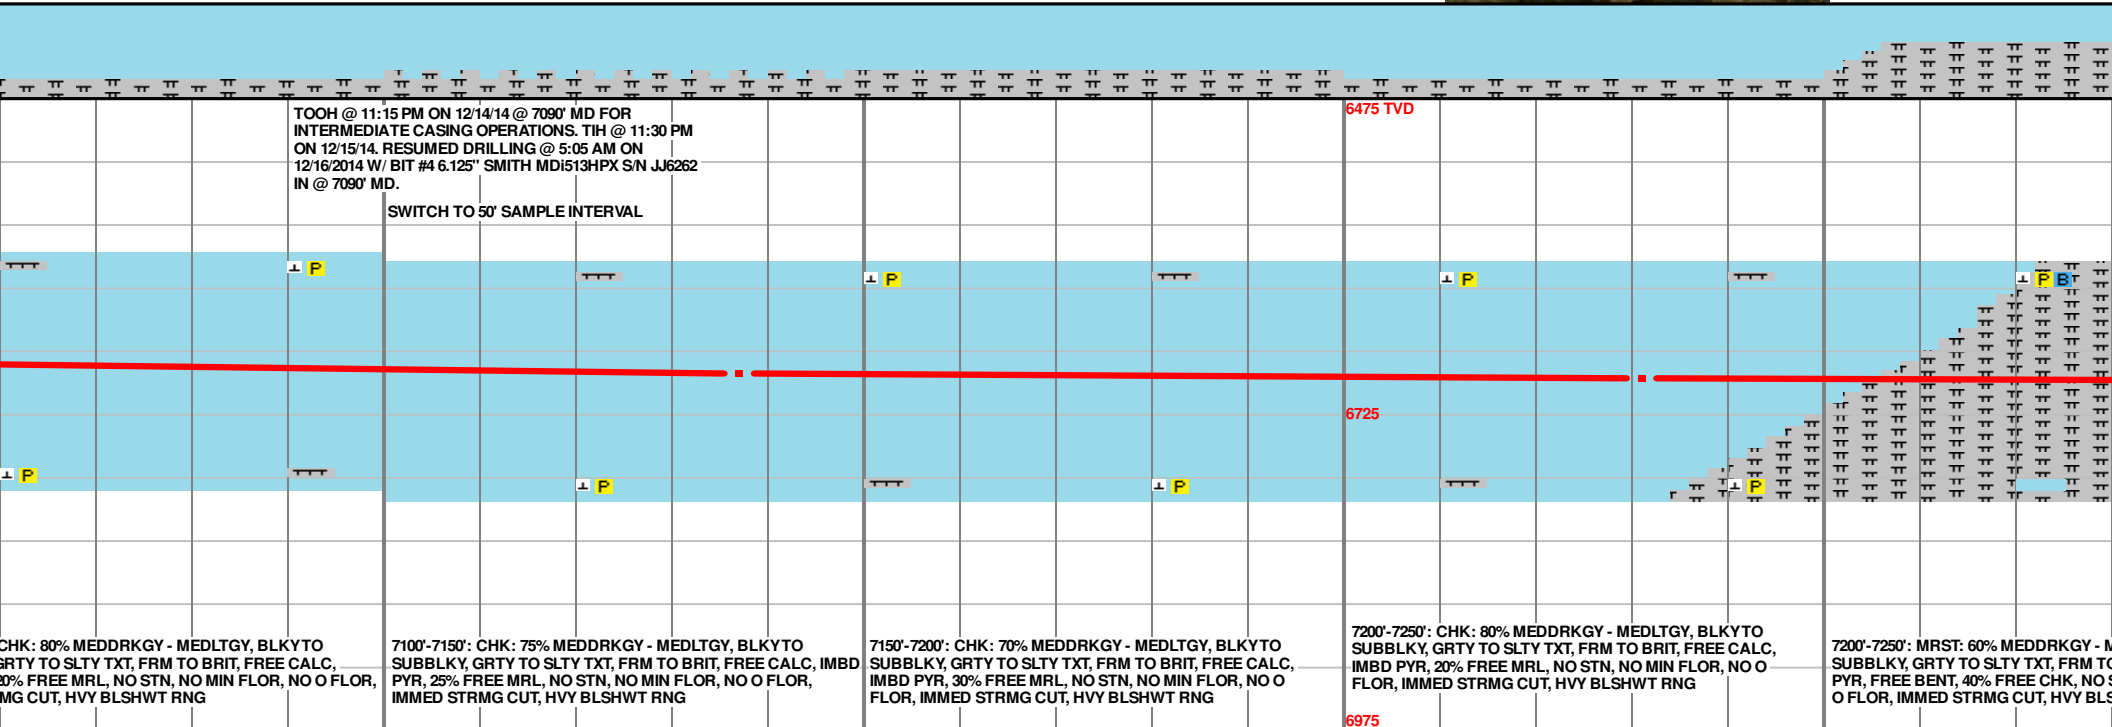 6475 TVD
TOOH @ 11:15 PM ON 12/14/14 @ 7090' MD FOR
INTERMEDIATE CASING OPERATIONS. TIH @ 11:30 PM
ON 12/15/14. RESUMED DRILLING @ 5:05 AM ON
12/16/2014 W/ BIT #4 6.125" SMITH MDi513HPX S/N JJ6262
IN @ 7090' MD.
SWITCH TO 50' SAMPLE INTERVAL
P
P
P
P B
6725
P
P
P
P
CHK: 80% MEDDRKGY - MEDLTGY, BLKY TO
GRTY TO SLTY TXT, FRM TO BRIT, FREE CALC,
20% FREE MRL, NO STN, NO MIN FLOR, NO O FLOR,
MG CUT, HVY BLSHWT RNG
7100'-7150': CHK: 75% MEDDRKGY - MEDLTGY, BLKY TO
SUBBLKY, GRTY TO SLTY TXT, FRM TO BRIT, FREE CALC, IMBD
PYR, 25% FREE MRL, NO STN, NO MIN FLOR, NO O FLOR,
IMMED STRMG CUT, HVY BLSHWT RNG
7150'-7200': CHK: 70% MEDDRKGY - MEDLTGY, BLKY TO
SUBBLKY, GRTY TO SLTY TXT, FRM TO BRIT, FREE CALC,
IMBD PYR, 30% FREE MRL, NO STN, NO MIN FLOR, NO O
FLOR, IMMED STRMG CUT, HVY BLSHWT RNG
7200'-7250': CHK: 80% MEDDRKGY - MEDLTGY, BLKY TO
SUBBLKY, GRTY TO SLTY TXT, FRM TO BRIT, FREE CALC,
IMBD PYR, 20% FREE MRL, NO STN, NO MIN FLOR, NO O
FLOR, IMMED STRMG CUT, HVY BLSHWT RNG
7200'-7250': MRST: 60% MEDDRKGY - M
SUBBLKY, GRTY TO SLTY TXT, FRM TO
PYR, FREE BENT, 40% FREE CHK, NO S
O FLOR, IMMED STRMG CUT, HVY BLS
6975